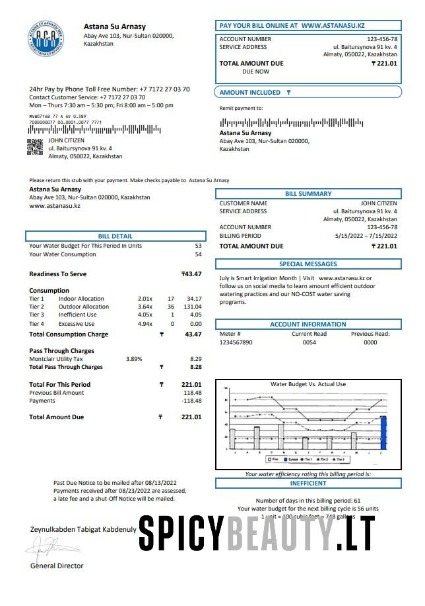 Astana Su Arnasy
Abay Ave 103, Nur-Sultan 020000,
Kazakhstan
PAY YOUR BILL ONLINE AT WWW.ASTANASU.KZ
ACCOUNT NUMBER 123-456-78
SERVICE ADDRESS ul. Baitursynova 91 kv. 4
Almaty, 050022, Kazakhstan
TOTAL AMOUNT DUE ₸ 221.01
DUE NOW
AMOUNT INCLUDED ₸
24hr Pay by Phone Toll Free Number: +7 7172 27 03 70
Contact Customer Service: +7 7172 27 03 70
Mon – Thurs 7:30 am – 5:30 pm; Fri 8:00 am – 5:00 pm
JOHN CITIZEN
ul. Baitursynova 91 kv. 4
Almaty, 050022, Kazakhstan
Remit payment to:
Astana Su Arnasy
Abay Ave 103, Nur-Sultan 020000,
Kazakhstan
Please return this stub with your payment. Make checks payable to Astana Su Arnasy
Astana Su Arnasy
Abay Ave 103, Nur-Sultan 020000, Kazakhstan
www.astanasu.kz
BILL SUMMARY
CUSTOMER NAME JOHN CITIZEN
SERVICE ADDRESS ul. Baitursynova 91 kv. 4
Almaty, 050022, Kazakhstan
ACCOUNT NUMBER 123-456-78
BILLING PERIOD 5/15/2022 – 7/15/2022
TOTAL AMOUNT DUE ₸ 221.01
BILL DETAIL
Your Water Budget For This Period In Units 53
Your Water Consumption 54
Readiness To Serve ₸43.47
Consumption
Tier 1 Indoor Allocation 2.01x 17 34.17
Tier 2 Outdoor Allocation 3.64x 36 131.04
Tier 3 Inefficient Use 4.05x 1 4.05
Tier 4 Excessive Use 4.94x 0 0.00
Total Consumption Charge ₸ 43.47
Pass Through Charges
Montclair Utility Tax 3.89% 8.29
Total Pass Through Charges ₸ 8.28
Total For This Period 221.01
Previous Bill Amount 118.48
Payments -118.48
Total Amount Due ₸ 221.01
SPECIAL MESSAGES
July is Smart Irrigation Month | Visit www.astanasu.kz or
follow us on social media to learn amount efficient outdoor
watering practices and our NO-COST water saving
programs.
ACCOUNT INFORMATION
Meter # Current Road Previous Road:
1234567890 0054 0000
Water Budget Vs. Actual Use
Your water efficiency rating this billing period is:
INEFFICIENT
Number of days in this billing period: 61
Your water budget for the next billing cycle is 56 units
Past Due Notice to be mailed after 08/13/2022
Payments received after 08/23/2022 are assessed,
a late fee and a shut-Off Notice will be mailed.
Zeynulkabden Tabigat Kabdenuly
General Director
SPICYBEAUTY.LT